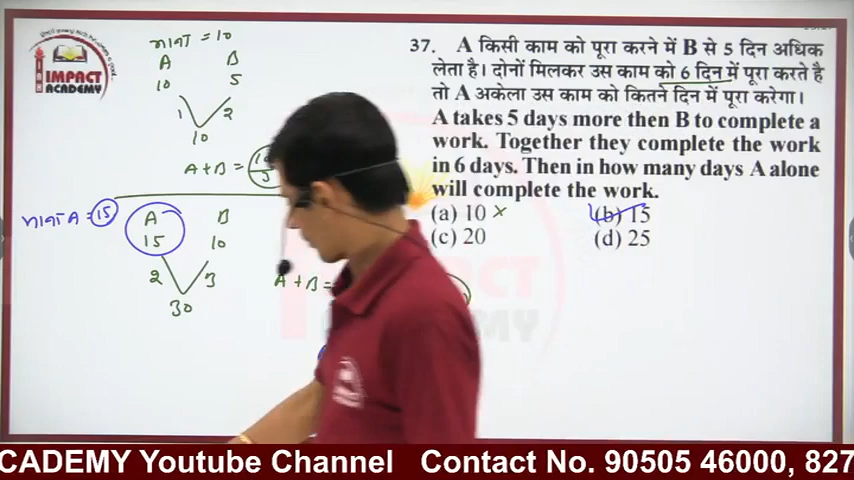 IMPACT
ACADEMY
माना = 10
A B
10 5
1 2
10
A+B =
माना A = 15
A B
15 10
2 3
30
A+B =
37. A किसी काम को पूरा करने में B से 5 दिन अधिक
लेता है। दोनों मिलकर उस काम को 6 दिन में पूरा करते है
तो A अकेला उस काम को कितने दिन में पूरा करेगा।
A takes 5 days more then B to complete a
work. Together they complete the work
in 6 days. Then in how many days A alone
will complete the work.
(a) 10 × (b) 15
(c) 20 (d) 25
CADEMY Youtube Channel Contact No. 90505 46000, 827